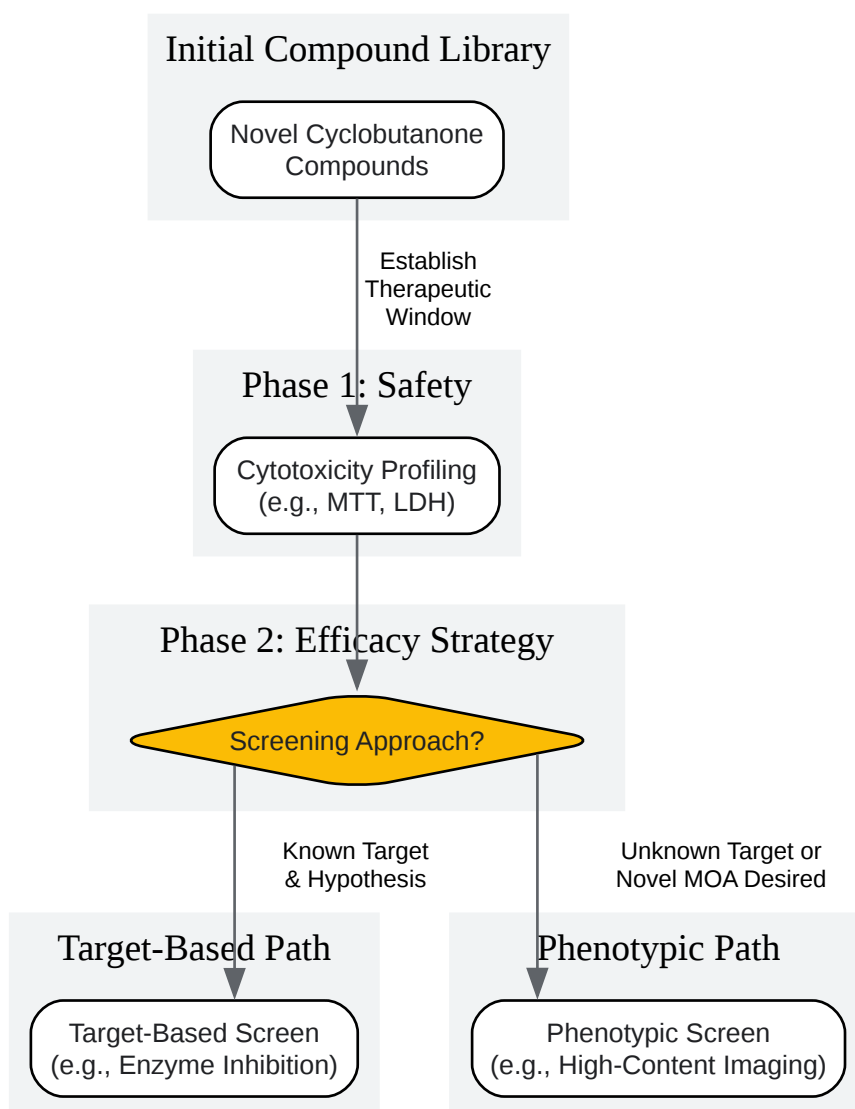 Initial Compound Library
Novel Cyclobutanone
Compounds
Establish
Therapeutic
Window
Phase 1: Safety
Cytotoxicity Profiling
(e.g., MTT, LDH)
Phase 2: Efficacy Strategy
Screening Approach?
Known Target
& Hypothesis
Unknown Target or
Novel MOA Desired
Target-Based Path
Phenotypic Path
Target-Based Screen
(e.g., Enzyme Inhibition)
Phenotypic Screen
(e.g., High-Content Imaging)